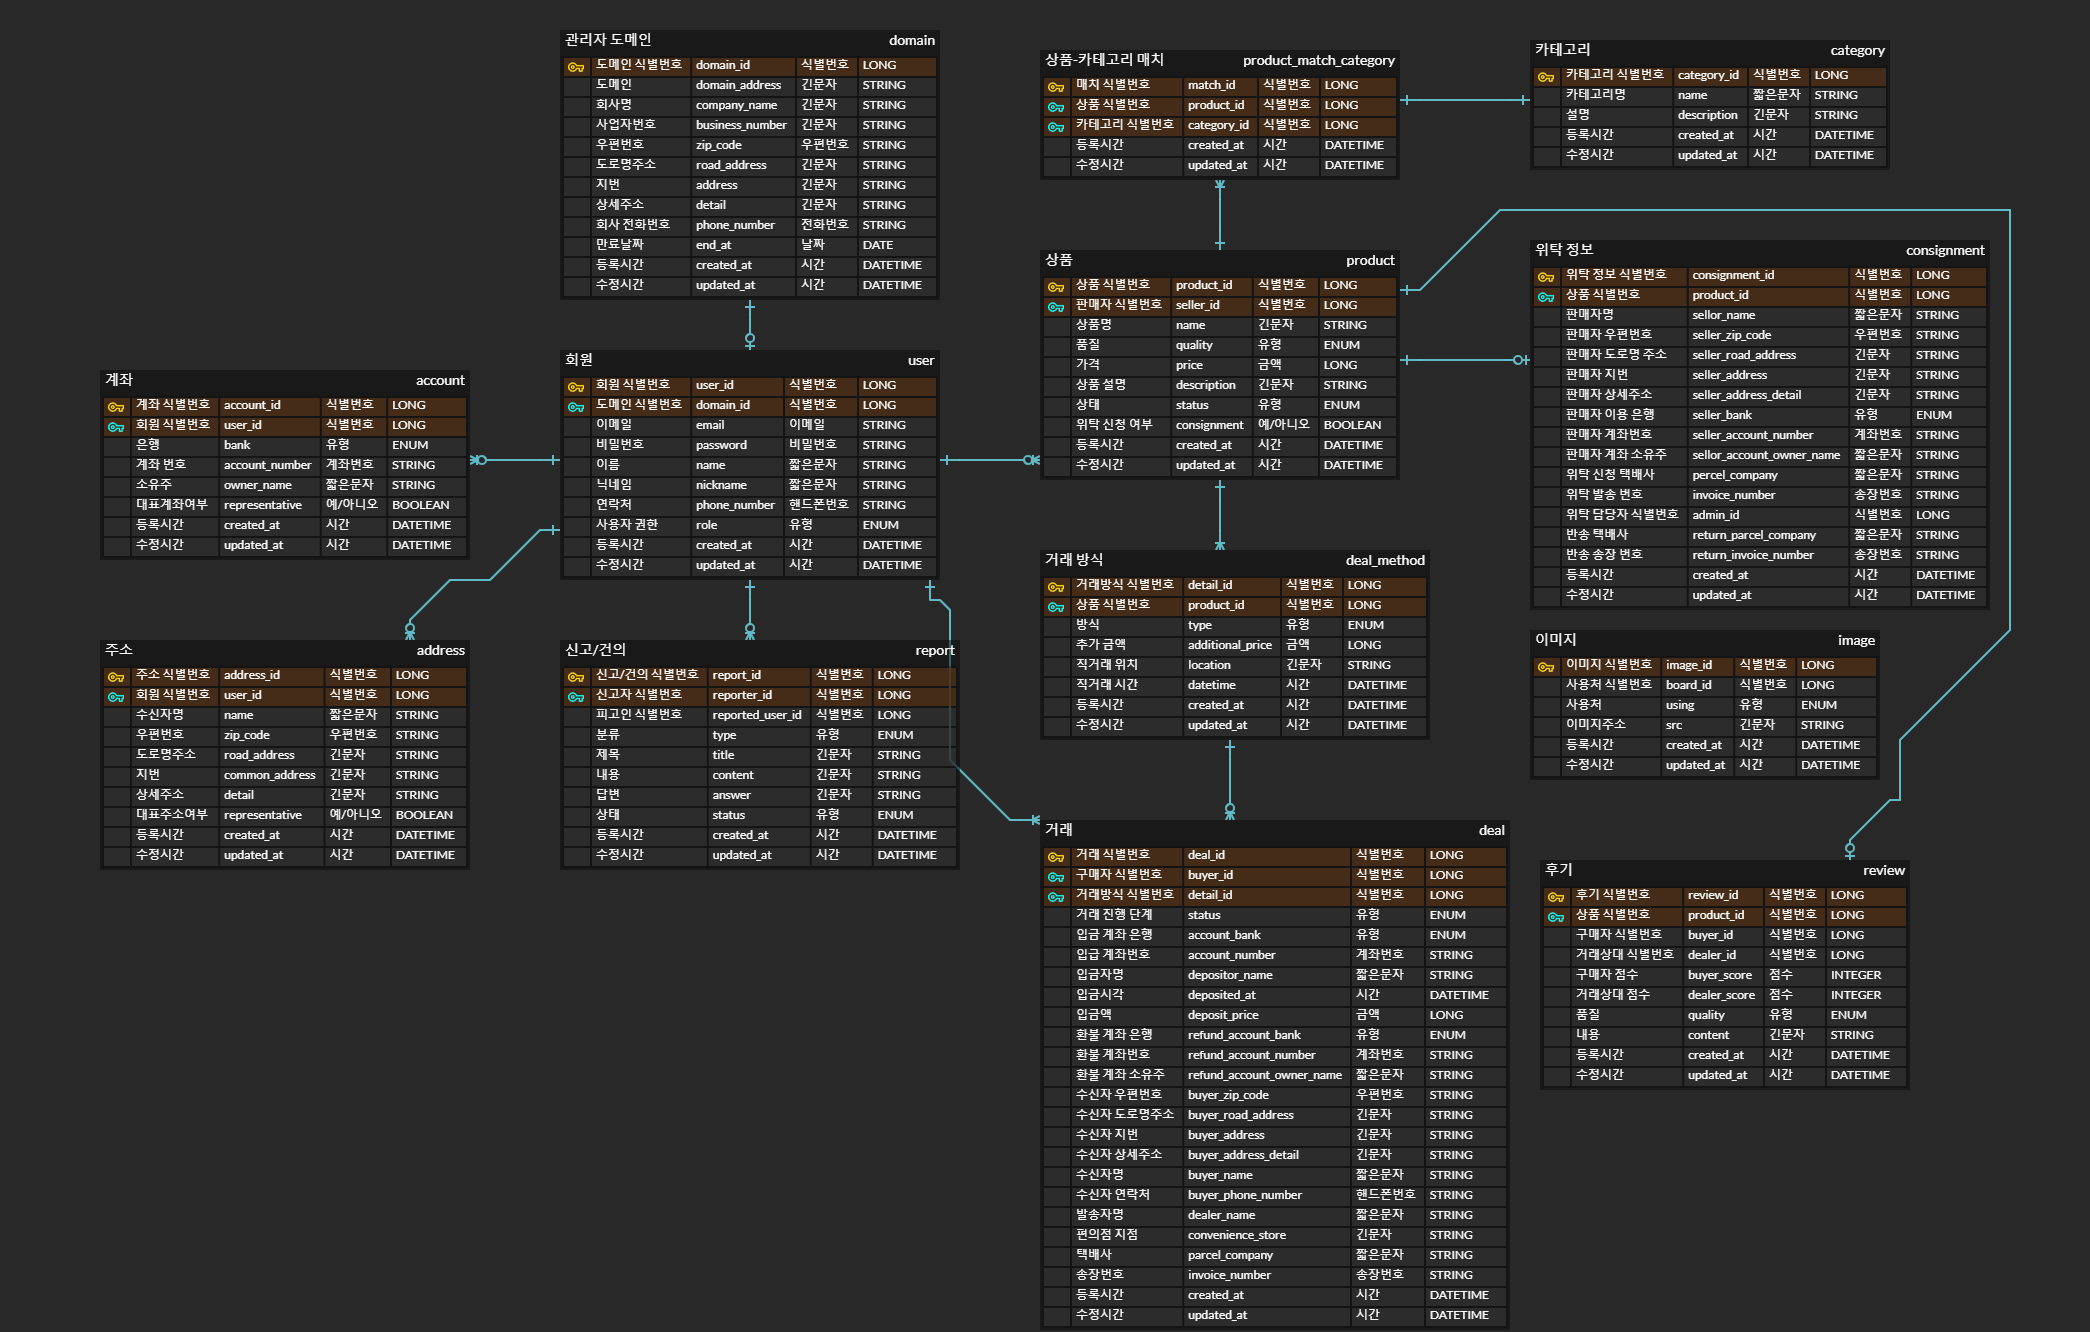 관리자 도메인 domain
도메인 식별번호 domain_id 식별번호 LONG
도메인 domain_address 긴문자 STRING
회사명 company_name 긴문자 STRING
사업자번호 business_number 긴문자 STRING
우편번호 zip_code 우편번호 STRING
도로명주소 road_address 긴문자 STRING
지번 address 긴문자 STRING
상세주소 detail 긴문자 STRING
회사 전화번호 phone_number 전화번호 STRING
만료날짜 end_at 날짜 DATE
등록시간 created_at 시간 DATETIME
수정시간 updated_at 시간 DATETIME
상품-카테고리 매치 product_match_category
매치 식별번호 match_id 식별번호 LONG
상품 식별번호 product_id 식별번호 LONG
카테고리 식별번호 category_id 식별번호 LONG
등록시간 created_at 시간 DATETIME
수정시간 updated_at 시간 DATETIME
카테고리 category
카테고리 식별번호 category_id 식별번호 LONG
카테고리명 name 짧은문자 STRING
설명 description 긴문자 STRING
등록시간 created_at 시간 DATETIME
수정시간 updated_at 시간 DATETIME
상품 product
상품 식별번호 product_id 식별번호 LONG
판매자 식별번호 seller_id 식별번호 LONG
상품명 name 긴문자 STRING
품질 quality 유형 ENUM
가격 price 금액 LONG
상품 설명 description 긴문자 STRING
상태 status 유형 ENUM
위탁 신청 여부 consignment 예/아니오 BOOLEAN
등록시간 created_at 시간 DATETIME
수정시간 updated_at 시간 DATETIME
위탁 정보 consignment
위탁 정보 식별번호 consignment_id 식별번호 LONG
상품 식별번호 product_id 식별번호 LONG
판매자명 sellor_name 짧은문자 STRING
판매자 우편번호 seller_zip_code 우편번호 STRING
판매자 도로명 주소 seller_road_address 긴문자 STRING
판매자 지번 seller_address 긴문자 STRING
판매자 상세주소 seller_address_detail 긴문자 STRING
판매자 이용 은행 seller_bank 유형 ENUM
판매자 계좌번호 seller_account_number 계좌번호 STRING
판매자 계좌 소유주 sellor_account_owner_name 짧은문자 STRING
위탁 신청 택배사 percel_company 짧은문자 STRING
위탁 발송 번호 invoice_number 송장번호 STRING
위탁 담당자 식별번호 admin_id 식별번호 LONG
반송 택배사 return_parcel_company 짧은문자 STRING
반송 송장 번호 return_invoice_number 송장번호 STRING
등록시간 created_at 시간 DATETIME
수정시간 updated_at 시간 DATETIME
회원 user
회원 식별번호 user_id 식별번호 LONG
도메인 식별번호 domain_id 식별번호 LONG
이메일 email 이메일 STRING
비밀번호 password 비밀번호 STRING
이름 name 짧은문자 STRING
닉네임 nickname 짧은문자 STRING
연락처 phone_number 핸드폰번호 STRING
사용자 권한 role 유형 ENUM
등록시간 created_at 시간 DATETIME
수정시간 updated_at 시간 DATETIME
계좌 account
계좌 식별번호 account_id 식별번호 LONG
회원 식별번호 user_id 식별번호 LONG
은행 bank 유형 ENUM
계좌 번호 account_number 계좌번호 STRING
소유주 owner_name 짧은문자 STRING
대표계좌여부 representative 예/아니오 BOOLEAN
등록시간 created_at 시간 DATETIME
수정시간 updated_at 시간 DATETIME
거래 방식 deal_method
거래방식 식별번호 detail_id 식별번호 LONG
상품 식별번호 product_id 식별번호 LONG
방식 type 유형 ENUM
추가 금액 additional_price 금액 LONG
직거래 위치 location 긴문자 STRING
직거래 시간 datetime 시간 DATETIME
등록시간 created_at 시간 DATETIME
수정시간 updated_at 시간 DATETIME
이미지 image
이미지 식별번호 image_id 식별번호 LONG
사용처 식별번호 board_id 식별번호 LONG
사용처 using 유형 ENUM
이미지주소 src 긴문자 STRING
등록시간 created_at 시간 DATETIME
수정시간 updated_at 시간 DATETIME
주소 address
주소 식별번호 address_id 식별번호 LONG
회원 식별번호 user_id 식별번호 LONG
수신자명 name 짧은문자 STRING
우편번호 zip_code 우편번호 STRING
도로명주소 road_address 긴문자 STRING
지번 common_address 긴문자 STRING
상세주소 detail 긴문자 STRING
대표주소여부 representative 예/아니오 BOOLEAN
등록시간 created_at 시간 DATETIME
수정시간 updated_at 시간 DATETIME
신고/건의 report
신고/건의 식별번호 report_id 식별번호 LONG
신고자 식별번호 reporter_id 식별번호 LONG
피고인 식별번호 reported_user_id 식별번호 LONG
분류 type 유형 ENUM
제목 title 긴문자 STRING
내용 content 긴문자 STRING
답변 answer 긴문자 STRING
상태 status 유형 ENUM
등록시간 created_at 시간 DATETIME
수정시간 updated_at 시간 DATETIME
거래 deal
거래 식별번호 deal_id 식별번호 LONG
구매자 식별번호 buyer_id 식별번호 LONG
거래방식 식별번호 detail_id 식별번호 LONG
거래 진행 단계 status 유형 ENUM
입금 계좌 은행 account_bank 유형 ENUM
입급 계좌번호 account_number 계좌번호 STRING
입금자명 depositor_name 짧은문자 STRING
입금시각 deposited_at 시간 DATETIME
입금액 deposit_price 금액 LONG
환불 계좌 은행 refund_account_bank 유형 ENUM
환불 계좌번호 refund_account_number 계좌번호 STRING
환불 계좌 소유주 refund_account_owner_name 짧은문자 STRING
수신자 우편번호 buyer_zip_code 우편번호 STRING
수신자 도로명주소 buyer_road_address 긴문자 STRING
수신자 지번 buyer_address 긴문자 STRING
수신자 상세주소 buyer_address_detail 긴문자 STRING
수신자명 buyer_name 짧은문자 STRING
수신자 연락처 buyer_phone_number 핸드폰번호 STRING
발송자명 dealer_name 짧은문자 STRING
편의점 지점 convenience_store 긴문자 STRING
택배사 parcel_company 짧은문자 STRING
송장번호 invoice_number 송장번호 STRING
등록시간 created_at 시간 DATETIME
수정시간 updated_at 시간 DATETIME
후기 review
후기 식별번호 review_id 식별번호 LONG
상품 식별번호 product_id 식별번호 LONG
구매자 식별번호 buyer_id 식별번호 LONG
거래상대 식별번호 dealer_id 식별번호 LONG
구매자 점수 buyer_score 점수 INTEGER
거래상대 점수 dealer_score 점수 INTEGER
품질 quality 유형 ENUM
내용 content 긴문자 STRING
등록시간 created_at 시간 DATETIME
수정시간 updated_at 시간 DATETIME